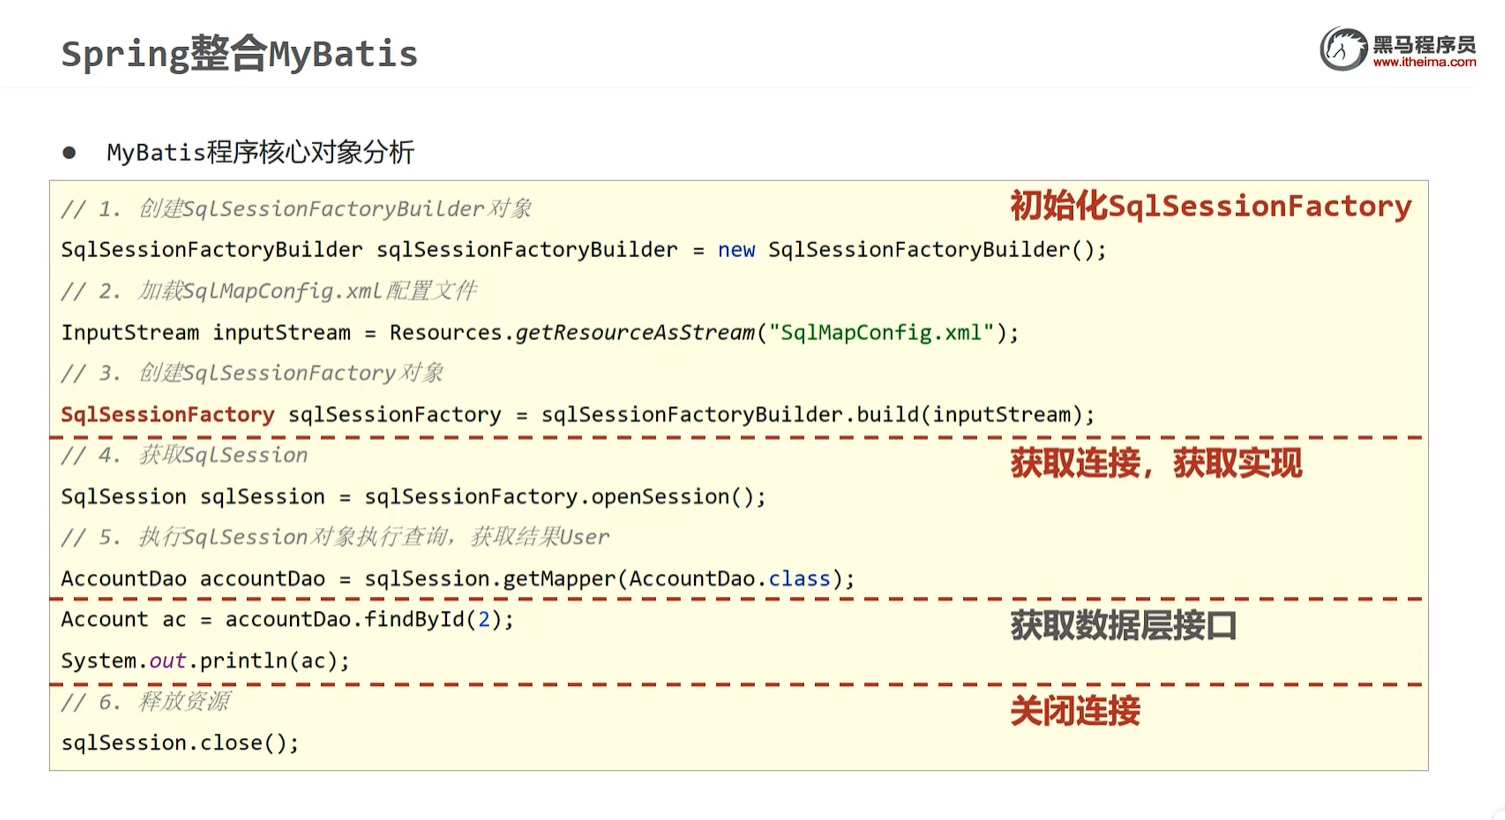 Spring整合MyBatis
黑马程序员
www.itheima.com
● MyBatis程序核心对象分析
// 1. 创建SqlSessionFactoryBuilder对象
初始化SqlSessionFactory
SqlSessionFactoryBuilder sqlSessionFactoryBuilder = new SqlSessionFactoryBuilder();
// 2. 加载SqlMapConfig.xml配置文件
InputStream inputStream = Resources.getResourceAsStream("SqlMapConfig.xml");
// 3. 创建SqlSessionFactory对象
SqlSessionFactory sqlSessionFactory = sqlSessionFactoryBuilder.build(inputStream);
// 4. 获取SqlSession
获取连接，获取实现
SqlSession sqlSession = sqlSessionFactory.openSession();
// 5. 执行SqlSession对象执行查询，获取结果User
AccountDao accountDao = sqlSession.getMapper(AccountDao.class);
Account ac = accountDao.findById(2);
获取数据层接口
System.out.println(ac);
// 6. 释放资源
关闭连接
sqlSession.close();